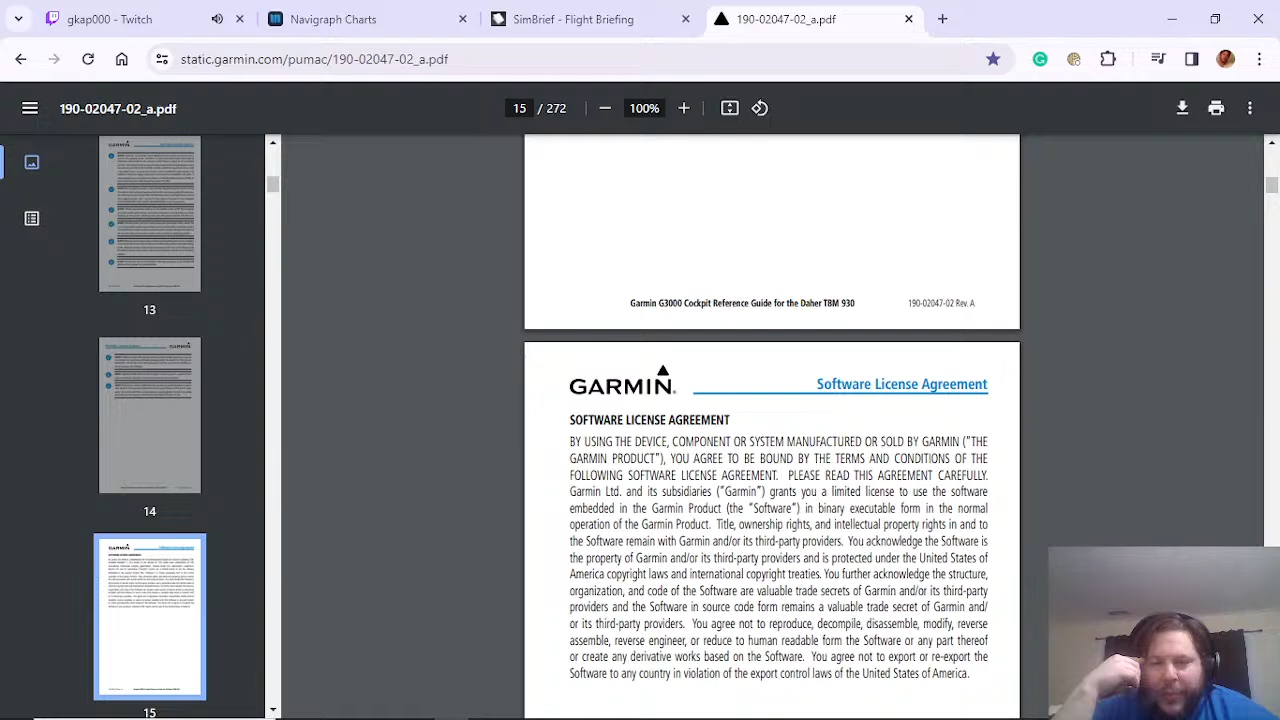 gkap000 - Twitch
Navigraph Charts
SimBrief - Flight Briefing
190-02047-02_a.pdf
static.garmin.com/pumac/190-02047-02_a.pdf
190-02047-02_a.pdf
15 / 272
100%
13
14
15
Garmin G3000 Cockpit Reference Guide for the Daher TBM 930
190-02047-02 Rev. A
GARMIN
Software License Agreement
SOFTWARE LICENSE AGREEMENT
BY USING THE DEVICE, COMPONENT OR SYSTEM MANUFACTURED OR SOLD BY GARMIN ("THE
GARMIN PRODUCT"), YOU AGREE TO BE BOUND BY THE TERMS AND CONDITIONS OF THE
FOLLOWING SOFTWARE LICENSE AGREEMENT. PLEASE READ THIS AGREEMENT CAREFULLY.
Garmin Ltd. and its subsidiaries ("Garmin") grants you a limited license to use the software
embedded in the Garmin Product (the "Software") in binary executable form in the normal
operation of the Garmin Product. Title, ownership rights, and intellectual property rights in and to
the Software remain with Garmin and/or its third-party providers. You acknowledge the Software is
the property of Garmin and/or its third-party providers and is protected under the United States of
America copyright laws and international copyright treaties. You further acknowledge the structure,
organization, and code of the Software are valuable trade secrets of Garmin and/or its third-party
providers and the Software in source code form remains a valuable trade secret of Garmin and/
or its third-party providers. You agree not to reproduce, decompile, disassemble, modify, reverse
assemble, reverse engineer, or reduce to human readable form the Software or any part thereof
or create any derivative works based on the Software. You agree not to export or re-export the
Software to any country in violation of the export control laws of the United States of America.